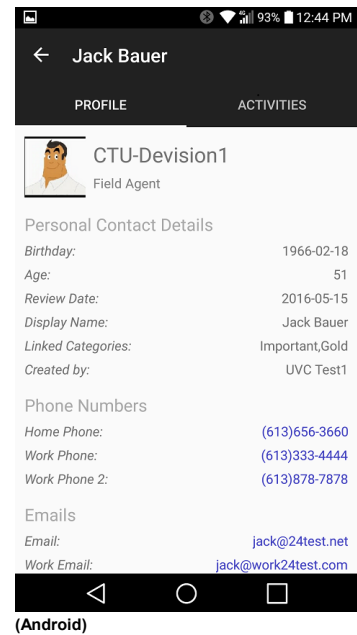 4G 93% 12:44 PM
Jack Bauer
PROFILE ACTIVITIES
CTU-Devision1
Field Agent
Personal Contact Details
Birthday: 1966-02-18
Age: 51
Review Date: 2016-05-15
Display Name: Jack Bauer
Linked Categories: Important,Gold
Created by: UVC Test1
Phone Numbers
Home Phone: (613)656-3660
Work Phone: (613)333-4444
Work Phone 2: (613)878-7878
Emails
Email: jack@24test.net
Work Email: jack@work24test.com
(Android)